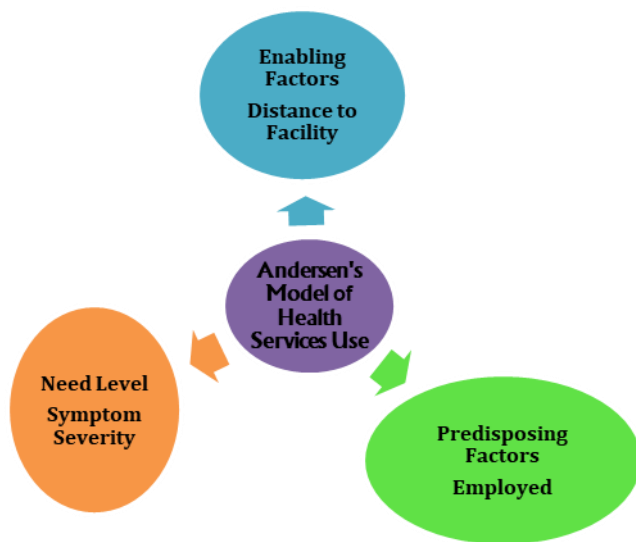 Enabling
Factors
Distance to
Facility
Andersen's
Model of
Health
Services Use
Need Level
Symptom
Severity
Predisposing
Factors
Employed